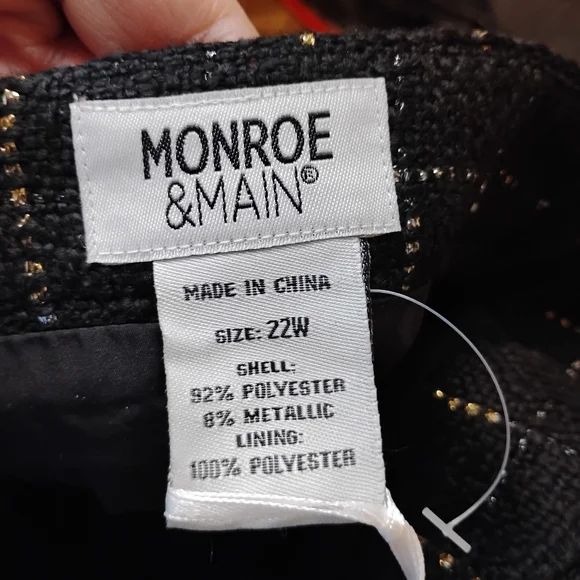 MONROE
&MAIN®
MADE IN CHINA
SIZE: 22W
SHELL:
92% POLYESTER
8% METALLIC
LINING:
100% POLYESTER